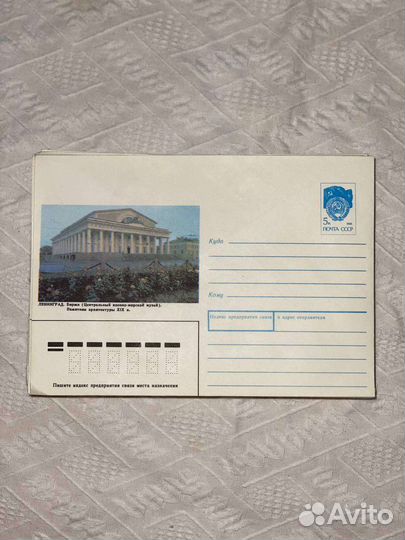 5к 1988
ПОЧТА СССР
Куда
Кому
ЛЕНИНГРАД. Биржа (Центральный военно-морской музей).
Памятник архитектуры XIX в.
Индекс предприятия связи и адрес отправителя
Пишите индекс предприятия связи места назначения
Avito